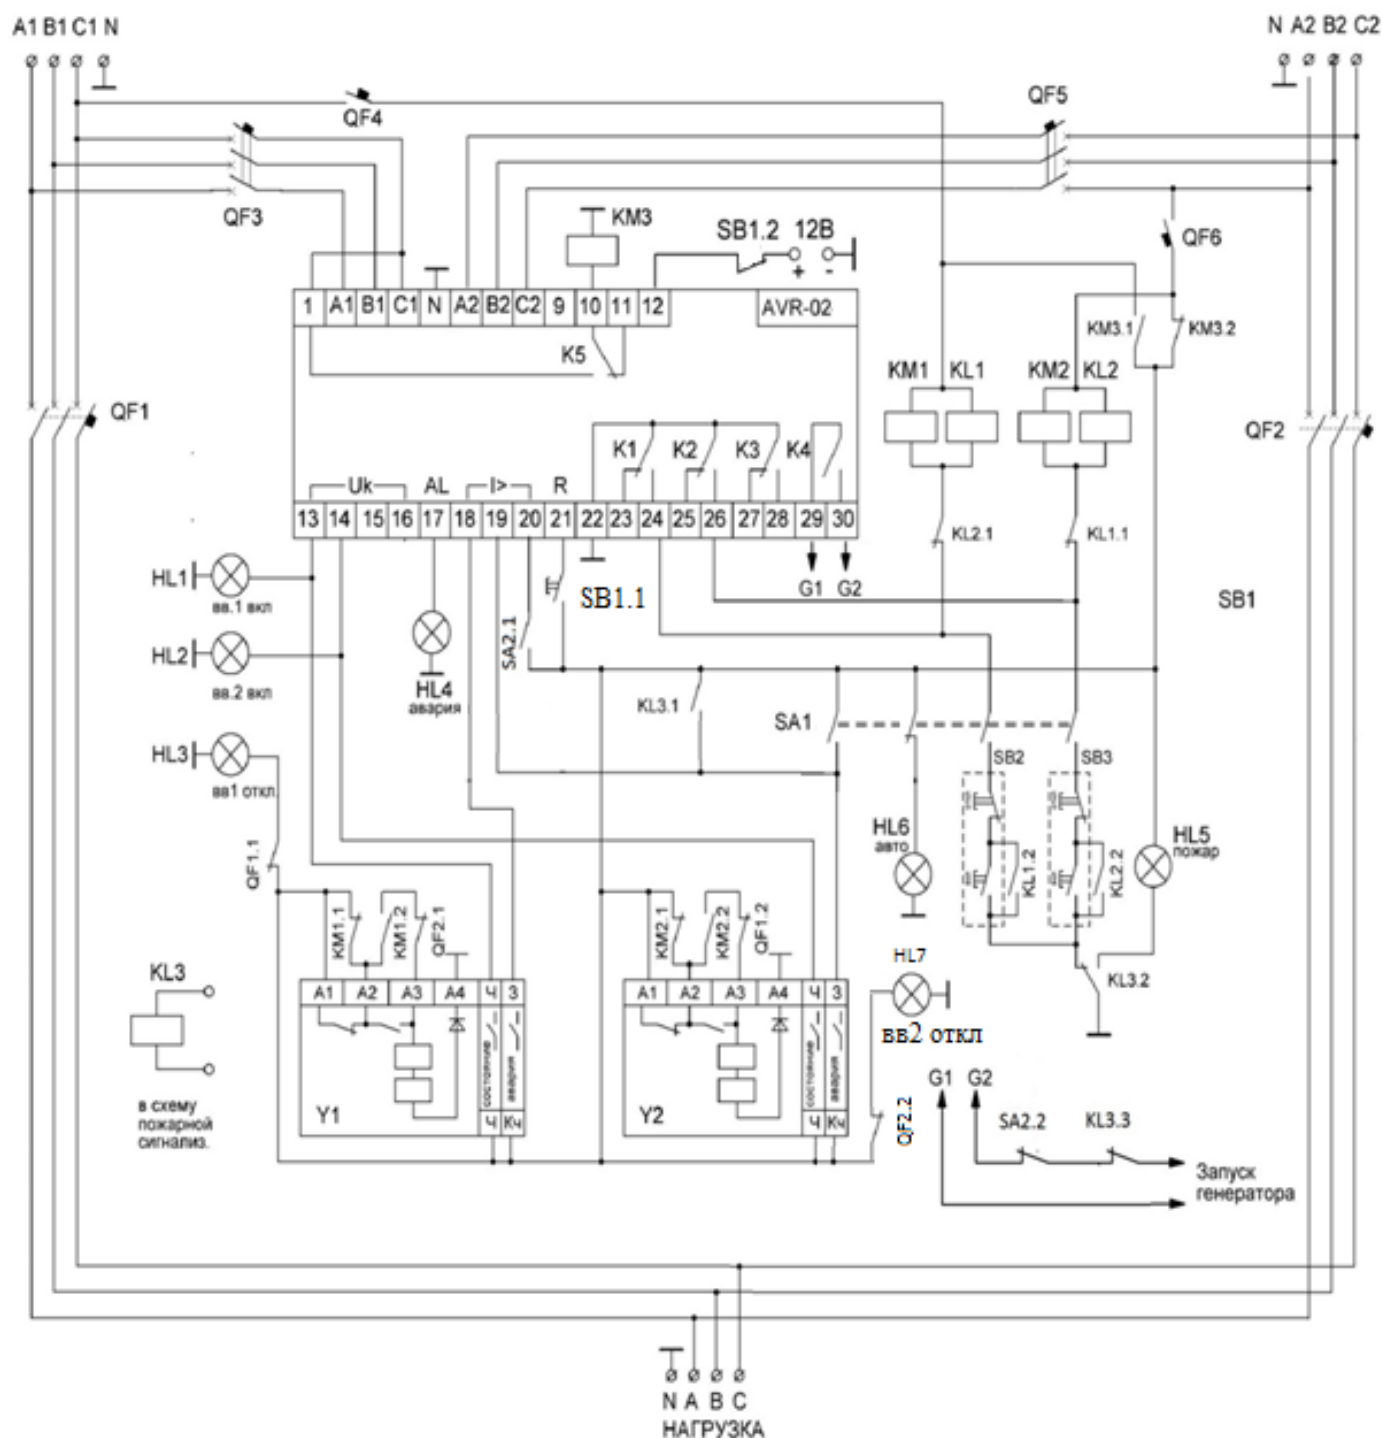 A1 B1 C1 N
N A2 B2 C2
QF4
QF5
QF3
KM3
SB1.2 12В
+ -
QF6
1 A1 B1 C1 N A2 B2 C2 9 10 11 12
AVR-02
KM3.1
KM3.2
K5
KM1 KL1
KM2 KL2
QF1
QF2
K1 K2 K3 K4
Uk AL I> R
13 14 15 16 17 18 19 20 21 22 23 24 25 26 27 28 29 30
KL2.1
KL1.1
HL1
вв.1 вкл
G1 G2
SB1.1
SB1
SA2.1
HL2
вв.2 вкл
HL4
авария
KL3.1
SA1
HL3
вв1 откл.
SB2
SB3
QF1.1
HL6
авто
HL5
пожар
KL1.2
KL2.2
KM1.1
KM1.2
QF2.1
KM2.1
KM2.2
QF1.2
HL7
KL3
A1 A2 A3 A4 Ч З
A1 A2 A3 A4 Ч З
KL3.2
вв2 откл
состояние
авария
состояние
авария
G1 G2
Y1
Y2
Ч Кч
Ч Кч
QF2.2
SA2.2
KL3.3
в схему
пожарной
сигнализ.
Запуск
генератора
N A B C
НАГРУЗКА